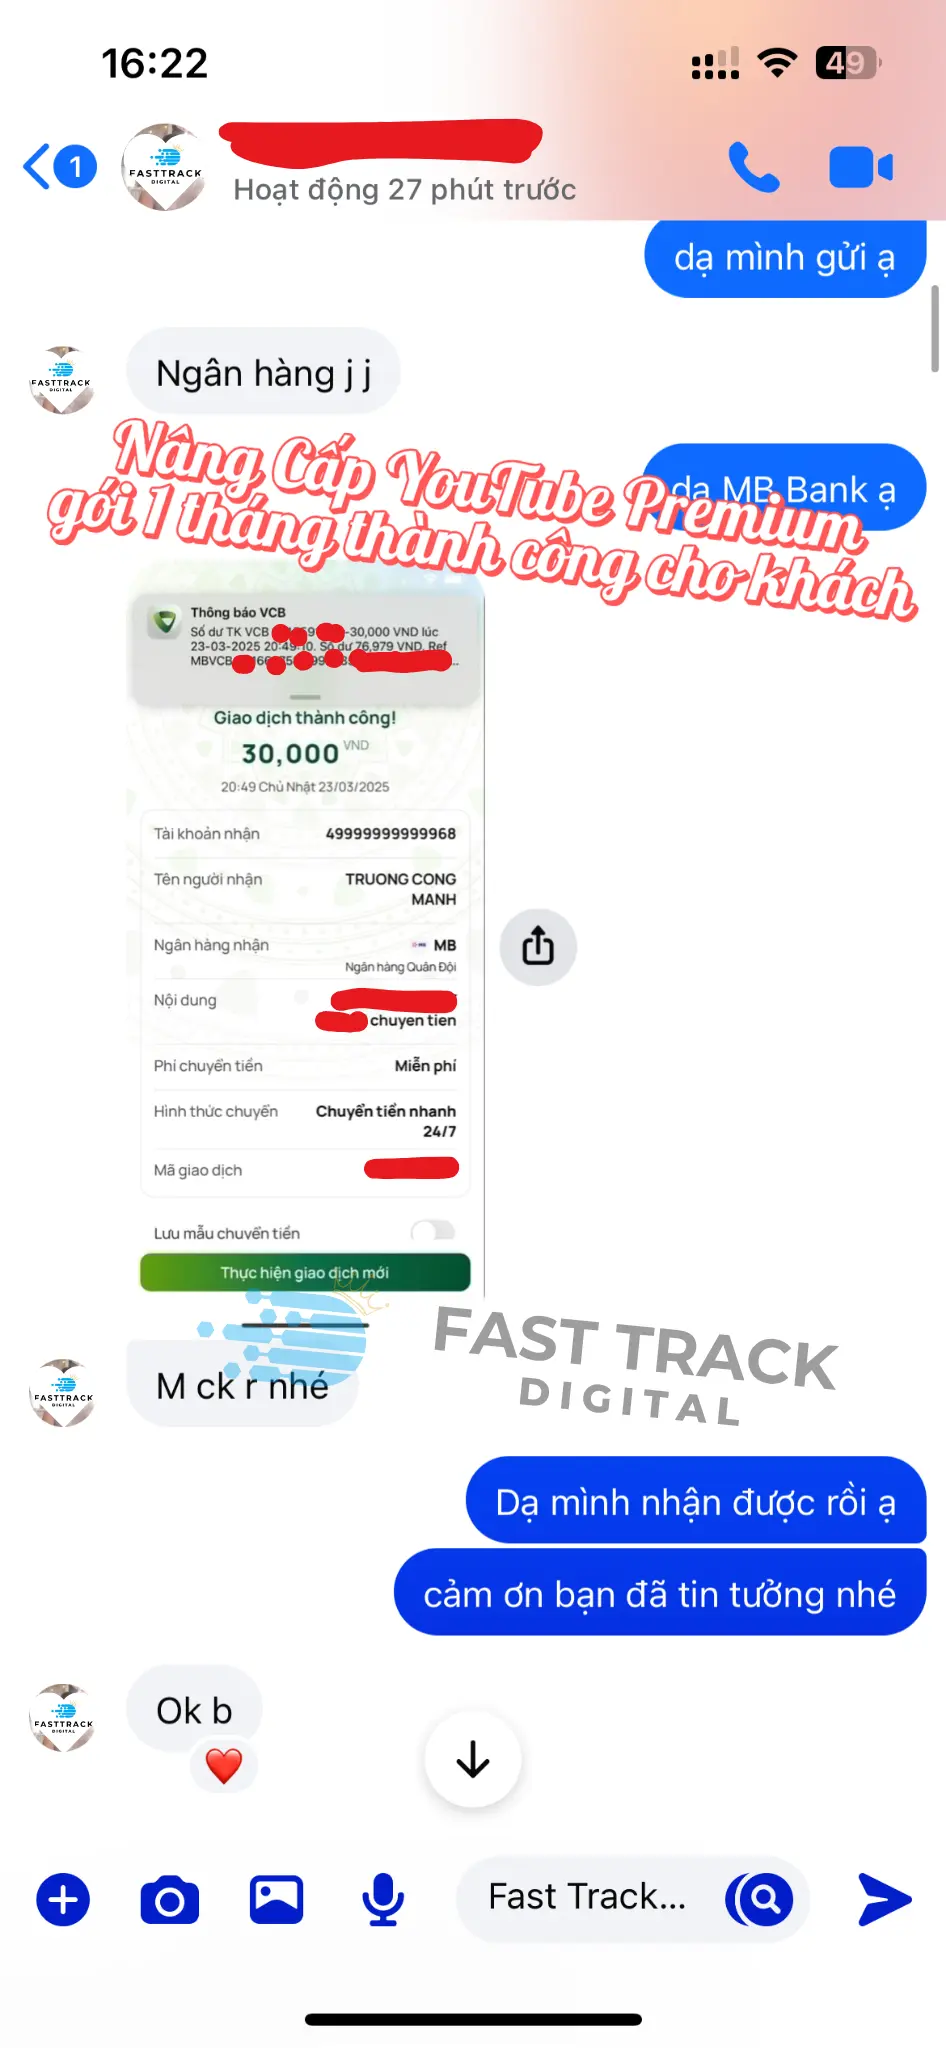 16:22
49
1
FASTTRACK
DIGITAL
Hoạt động 27 phút trước
dạ mình gửi ạ
Ngân hàng j j
FASTTRACK
DIGITAL
dạ MB Bank ạ
Nâng Cấp YouTube Premium
gói 1 tháng thành công cho khách
Thông báo VCB
Số dư TK VCB -30,000 VND lúc
23-03-2025 20:49:10. Số dư 76,979 VND. Ref
MBVCB
Giao dịch thành công!
30,000 VND
20:49 Chủ Nhật 23/03/2025
Tài khoản nhận 49999999999968
Tên người nhận TRUONG CONG
MANH
Ngân hàng nhận MB
Ngân hàng Quân Đội
Nội dung
chuyen tien
Phí chuyển tiền Miễn phí
Hình thức chuyển Chuyển tiền nhanh
24/7
Mã giao dịch
Lưu mẫu chuyển tiền
Thực hiện giao dịch mới
FAST TRACK
DIGITAL
M ck r nhé
FASTTRACK
DIGITAL
Dạ mình nhận được rồi ạ
cảm ơn bạn đã tin tưởng nhé
Ok b
FASTTRACK
DIGITAL
Fast Track...